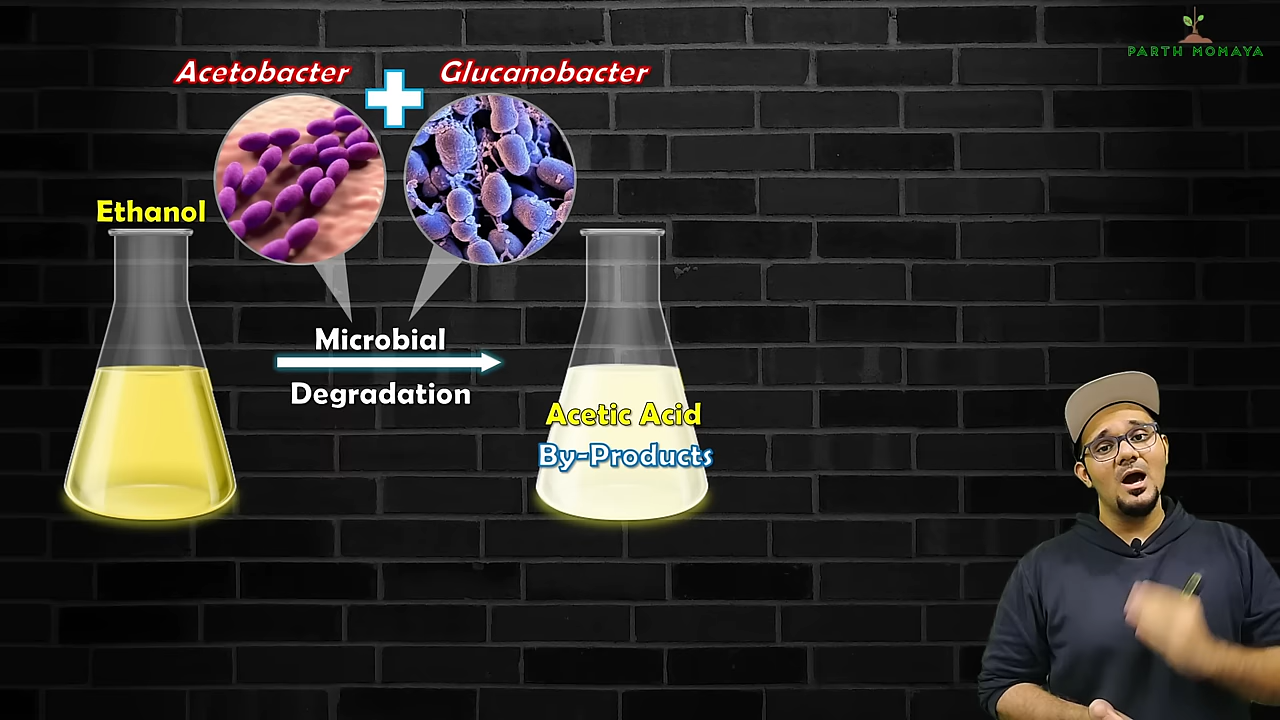 PARTH MOMAYA
Acetobacter
Glucanobacter
Ethanol
Microbial
Degradation
Acetic Acid
By-Products